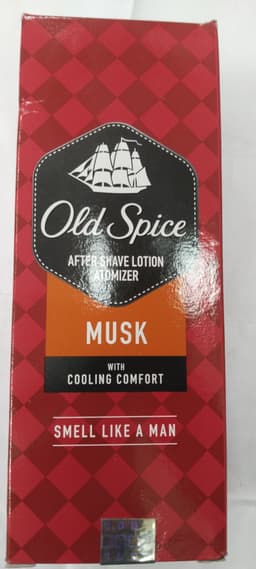 Old Spice
AFTER SHAVE LOTION
ATOMIZER
MUSK
WITH
COOLING COMFORT
SMELL LIKE A MAN